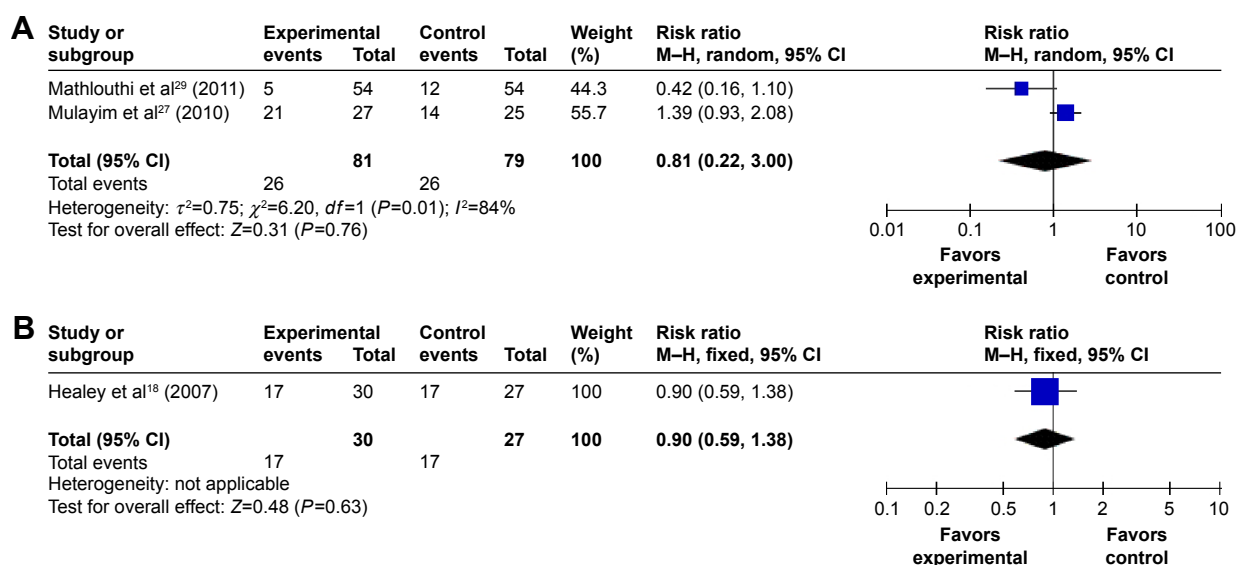 A
Study or Experimental Control Weight Risk ratio Risk ratio
subgroup events Total events Total (%) M–H, random, 95% CI M–H, random, 95% CI
Mathlouthi et al²⁹ (2011) 5 54 12 54 44.3 0.42 (0.16, 1.10)
Mulayim et al²⁷ (2010) 21 27 14 25 55.7 1.39 (0.93, 2.08)
Total (95% CI) 81 79 100 0.81 (0.22, 3.00)
Total events 26 26
Heterogeneity: τ²=0.75; χ²=6.20, df=1 (P=0.01); I²=84%
Test for overall effect: Z=0.31 (P=0.76)
0.01 0.1 1 10 100
Favors Favors
experimental control
B
Study or Experimental Control Weight Risk ratio Risk ratio
subgroup events Total events Total (%) M–H, fixed, 95% CI M–H, fixed, 95% CI
Healey et al¹⁸ (2007) 17 30 17 27 100 0.90 (0.59, 1.38)
Total (95% CI) 30 27 100 0.90 (0.59, 1.38)
Total events 17 17
Heterogeneity: not applicable
Test for overall effect: Z=0.48 (P=0.63)
0.1 0.2 0.5 1 2 5 10
Favors Favors
experimental control